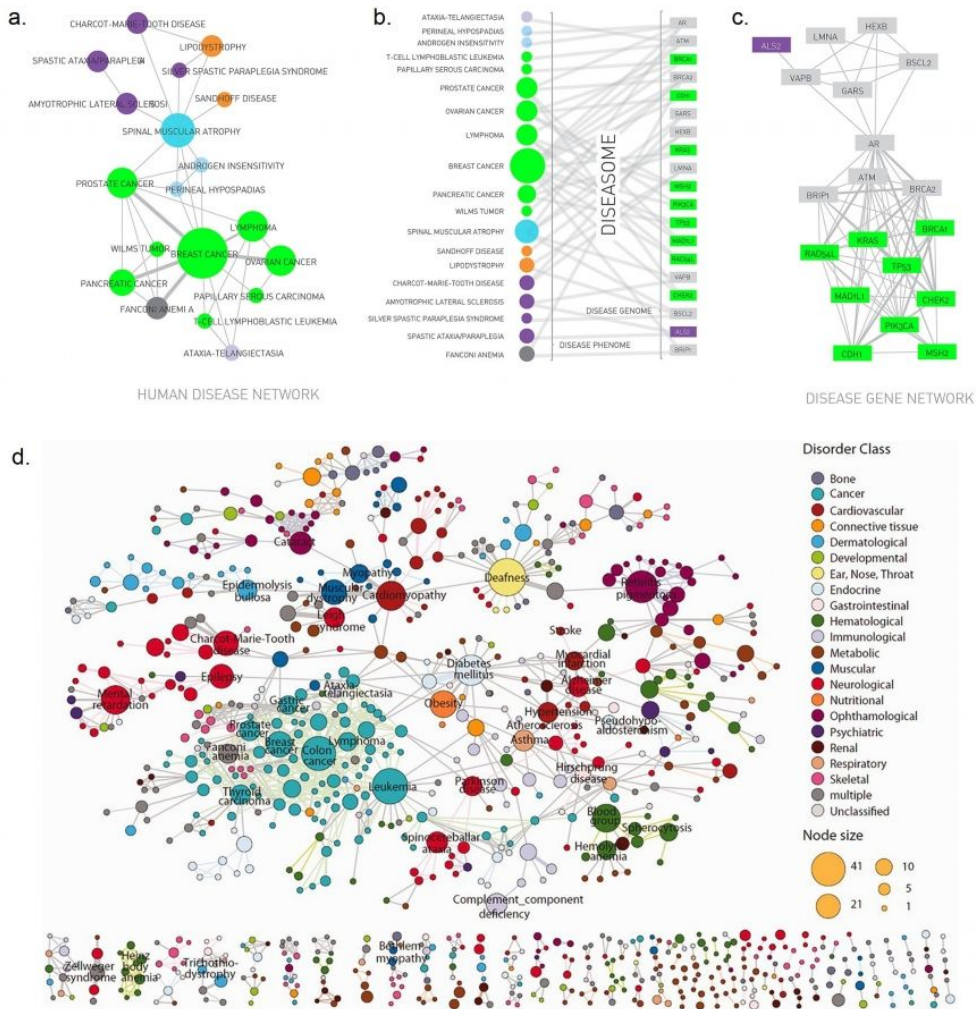 a.
CHARCOT-MARIE-TOOTH DISEASE
LIPODYSTROPHY
SPASTIC ATAXIA/PARAPLEGIA
SILVER SPASTIC PARAPLEGIA SYNDROME
AMYOTROPHIC LATERAL SCLEROSI
SANDHOFF DISEASE
SPINAL MUSCULAR ATROPHY
ANDROGEN INSENSITIVITY
PROSTATE CANCER
PERINEAL HYPOSPADIAS
LYMPHOMA
WILMS TUMOR
BREAST CANCER
OVARIAN CANCER
PANCREATIC CANCER
PAPILLARY SEROUS CARCINOMA
FANCONI ANEMI A
T-CELL LYMPHOBLASTIC LEUKEMIA
ATAXIA-TELANGIECTASIA
HUMAN DISEASE NETWORK
b.
ATAXIA-TELANGIECTASIA
PERINEAL HYPOSPADIAS
ANDROGEN INSENSITIVITY
T-CELL LYMPHOBLASTIC LEUKEMIA
PAPILLARY SEROUS CARCINOMA
PROSTATE CANCER
OVARIAN CANCER
LYMPHOMA
BREAST CANCER
PANCREATIC CANCER
WILMS TUMOR
SPINAL MUSCULAR ATROPHY
SANDHOFF DISEASE
LIPODYSTROPHY
CHARCOT-MARIE-TOOTH DISEASE
AMYOTROPHIC LATERAL SCLEROSIS
SILVER SPASTIC PARAPLEGIA SYNDROME
SPASTIC ATAXIA/PARAPLEGIA
FANCONI ANEMIA
DISEASOME
DISEASE GENOME
DISEASE PHENOME
AR
ATM
BRCA1
BRCA2
CDH1
GARS
HEXB
KRAS
LMNA
MSH2
PIK3CA
TP53
MAD1L1
RAD54L
VAPB
CHEK2
BSCL2
ALS2
BRIP1
c.
HEXB
LMNA
ALS2
BSCL2
VAPB
GARS
AR
ATM
BRIP1
BRCA2
BRCA1
KRAS
RAD54L
TP53
MAD1L1
CHEK2
PIK3CA
CDH1
MSH2
DISEASE GENE NETWORK
d.
Cataract
Epidermolysis
bullosa
Myopathy
Muscular
dystrophy
Cardiomyopathy
Leigh
syndrome
Deafness
Retinitis
pigmentosa
Charcot-Marie-Tooth
disease
Epilepsy
Mental
retardation
Stroke
Myocardial
infarction
Alzheimer
disease
Diabetes
mellitus
Obesity
Hypertension
Atherosclerosis
Asthma
Pseudohypo-
aldosteronism
Ataxia-
telangiectasia
Gastric
cancer
Prostate
cancer
Breast
cancer
Lymphoma
Colon
cancer
Fanconi
anemia
Thyroid
carcinoma
Leukemia
Parkinson
disease
Hirschprung
disease
Blood
group
Spherocytosis
Hemolytic
anemia
Spinocereballar
ataxia
Complement_component
deficiency
Zellweger
syndrome
Heinz
body
anemia
Trichothio-
dystrophy
Bethlem
myopathy
Disorder Class
Bone
Cancer
Cardiovascular
Connective tissue
Dermatological
Developmental
Ear, Nose, Throat
Endocrine
Gastrointestinal
Hematological
Immunological
Metabolic
Muscular
Neurological
Nutritional
Ophthamological
Psychiatric
Renal
Respiratory
Skeletal
multiple
Unclassified
Node size
41
10
5
21
1